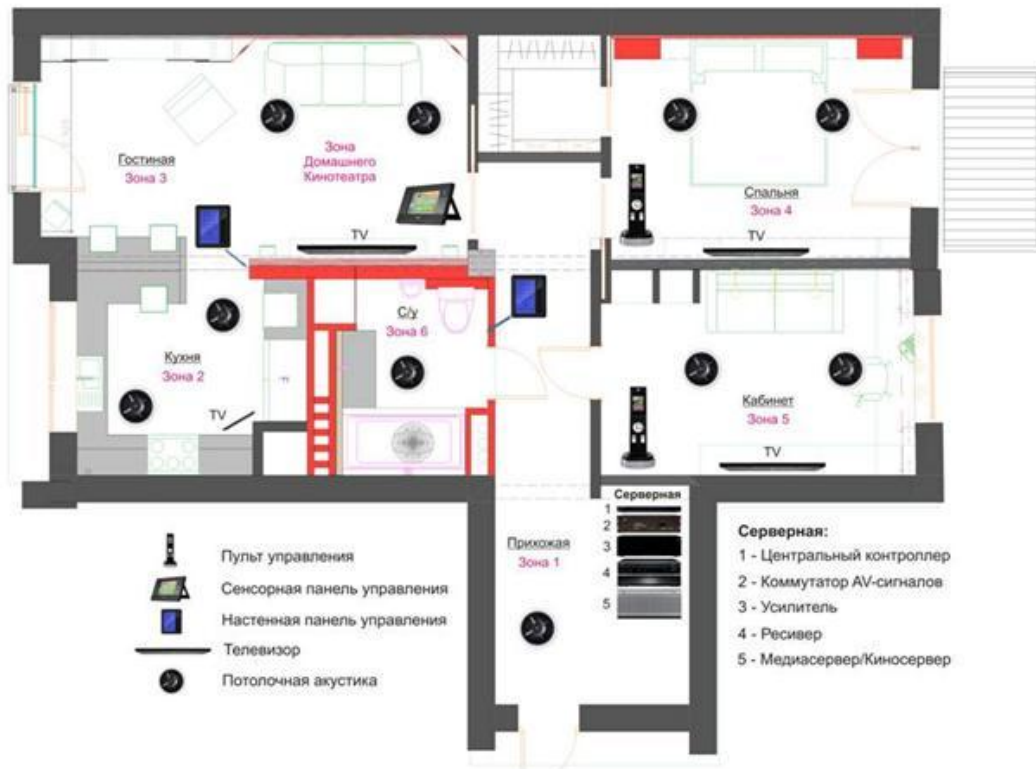 Гостиная
Зона 3
Зона
Домашнего
Кинотеатра
TV
Спальня
Зона 4
TV
Кухня
Зона 2
TV
С/у
Зона 6
Кабинет
Зона 5
TV
Прихожая
Зона 1
Серверная
1
2
3
4
5
Пульт управления
Сенсорная панель управления
Настенная панель управления
Телевизор
Потолочная акустика
Серверная:
1 - Центральный контроллер
2 - Коммутатор AV-сигналов
3 - Усилитель
4 - Ресивер
5 - Медиасервер/Киносервер